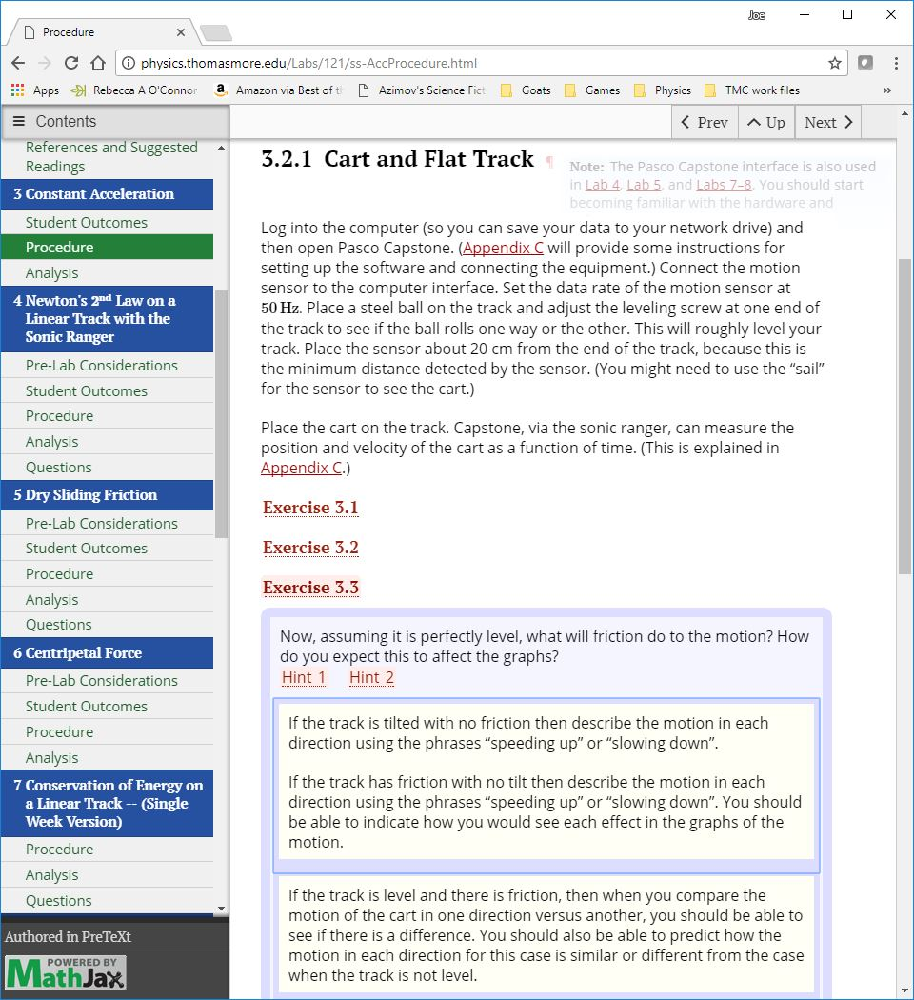 Joe
Procedure
physics.thomasmore.edu/Labs/121/ss-AccProcedure.html
Apps Rebecca A O'Connor Amazon via Best of th Azimov's Science Fict Goats Games Physics TMC work files »
Contents
Prev Up Next
References and Suggested
Readings
3 Constant Acceleration
Student Outcomes
Procedure
Analysis
4 Newton's 2nd Law on a
Linear Track with the
Sonic Ranger
Pre-Lab Considerations
Student Outcomes
Procedure
Analysis
Questions
5 Dry Sliding Friction
Pre-Lab Considerations
Student Outcomes
Procedure
Analysis
Questions
6 Centripetal Force
Pre-Lab Considerations
Student Outcomes
Procedure
Analysis
7 Conservation of Energy on
a Linear Track -- (Single
Week Version)
Procedure
Analysis
Questions
Authored in PreTeXt
POWERED BY
MathJax
3.2.1 Cart and Flat Track ¶
Note: The Pasco Capstone interface is also used
in Lab 4, Lab 5, and Labs 7–8. You should start
becoming familiar with the hardware and
Log into the computer (so you can save your data to your network drive) and
then open Pasco Capstone. (Appendix C will provide some instructions for
setting up the software and connecting the equipment.) Connect the motion
sensor to the computer interface. Set the data rate of the motion sensor at
50 Hz. Place a steel ball on the track and adjust the leveling screw at one end of
the track to see if the ball rolls one way or the other. This will roughly level your
track. Place the sensor about 20 cm from the end of the track, because this is
the minimum distance detected by the sensor. (You might need to use the “sail”
for the sensor to see the cart.)
Place the cart on the track. Capstone, via the sonic ranger, can measure the
position and velocity of the cart as a function of time. (This is explained in
Appendix C.)
Exercise 3.1
Exercise 3.2
Exercise 3.3
Now, assuming it is perfectly level, what will friction do to the motion? How
do you expect this to affect the graphs?
Hint 1 Hint 2
If the track is tilted with no friction then describe the motion in each
direction using the phrases “speeding up” or “slowing down”.
If the track has friction with no tilt then describe the motion in each
direction using the phrases “speeding up” or “slowing down”. You should
be able to indicate how you would see each effect in the graphs of the
motion.
If the track is level and there is friction, then when you compare the
motion of the cart in one direction versus another, you should be able to
see if there is a difference. You should also be able to predict how the
motion in each direction for this case is similar or different from the case
when the track is not level.